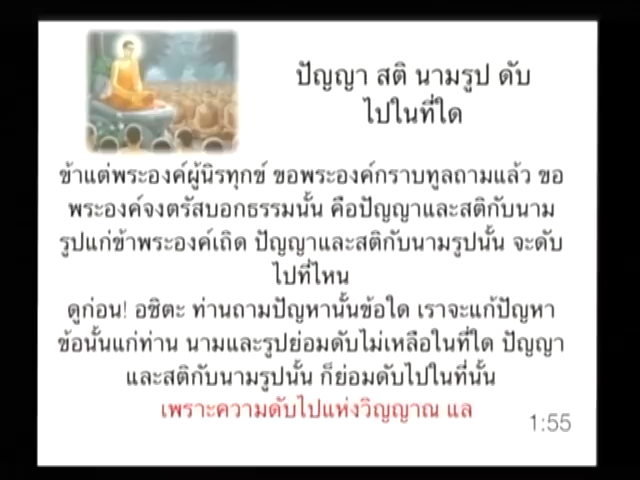 ปัญญา สติ นามรูป ดับ
ไปในที่ใด
ข้าแต่พระองค์ผู้นิรทุกข์ ขอพระองค์กราบทูลถามแล้ว ขอ
พระองค์จงตรัสบอกธรรมนั้น คือปัญญาและสติกับนาม
รูปแก่ข้าพระองค์เถิด ปัญญาและสติกับนามรูปนั้น จะดับ
ไปที่ไหน
ดูก่อน! อชิตะ ท่านถามปัญหานั้นข้อใด เราจะแก้ปัญหา
ข้อนั้นแก่ท่าน นามและรูปย่อมดับไม่เหลือในที่ใด ปัญญา
และสติกับนามรูปนั้น ก็ย่อมดับไปในที่นั้น
เพราะความดับไปแห่งวิญญาณ แล
1:55